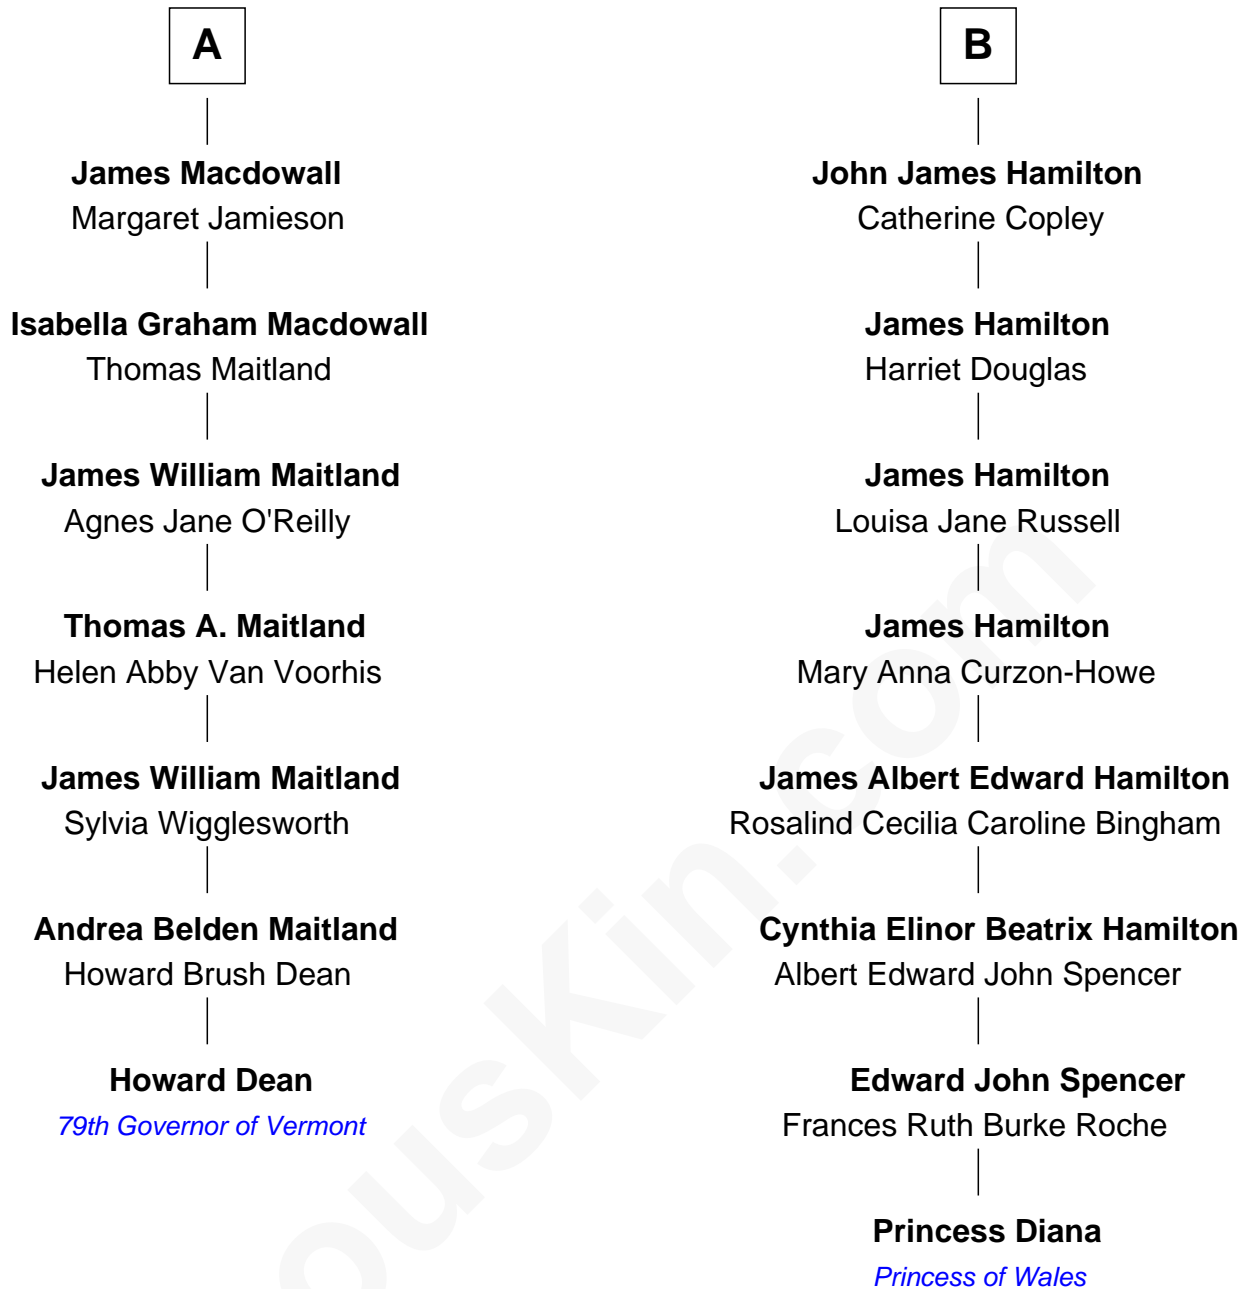 A
James Macdowall
Margaret Jamieson
Isabella Graham Macdowall
Thomas Maitland
James William Maitland
Agnes Jane O'Reilly
Thomas A. Maitland
Helen Abby Van Voorhis
James William Maitland
Sylvia Wigglesworth
Andrea Belden Maitland
Howard Brush Dean
Howard Dean
79th Governor of Vermont
B
John James Hamilton
Catherine Copley
James Hamilton
Harriet Douglas
James Hamilton
Louisa Jane Russell
James Hamilton
Mary Anna Curzon-Howe
James Albert Edward Hamilton
Rosalind Cecilia Caroline Bingham
Cynthia Elinor Beatrix Hamilton
Albert Edward John Spencer
Edward John Spencer
Frances Ruth Burke Roche
Princess Diana
Princess of Wales
ousKin.com